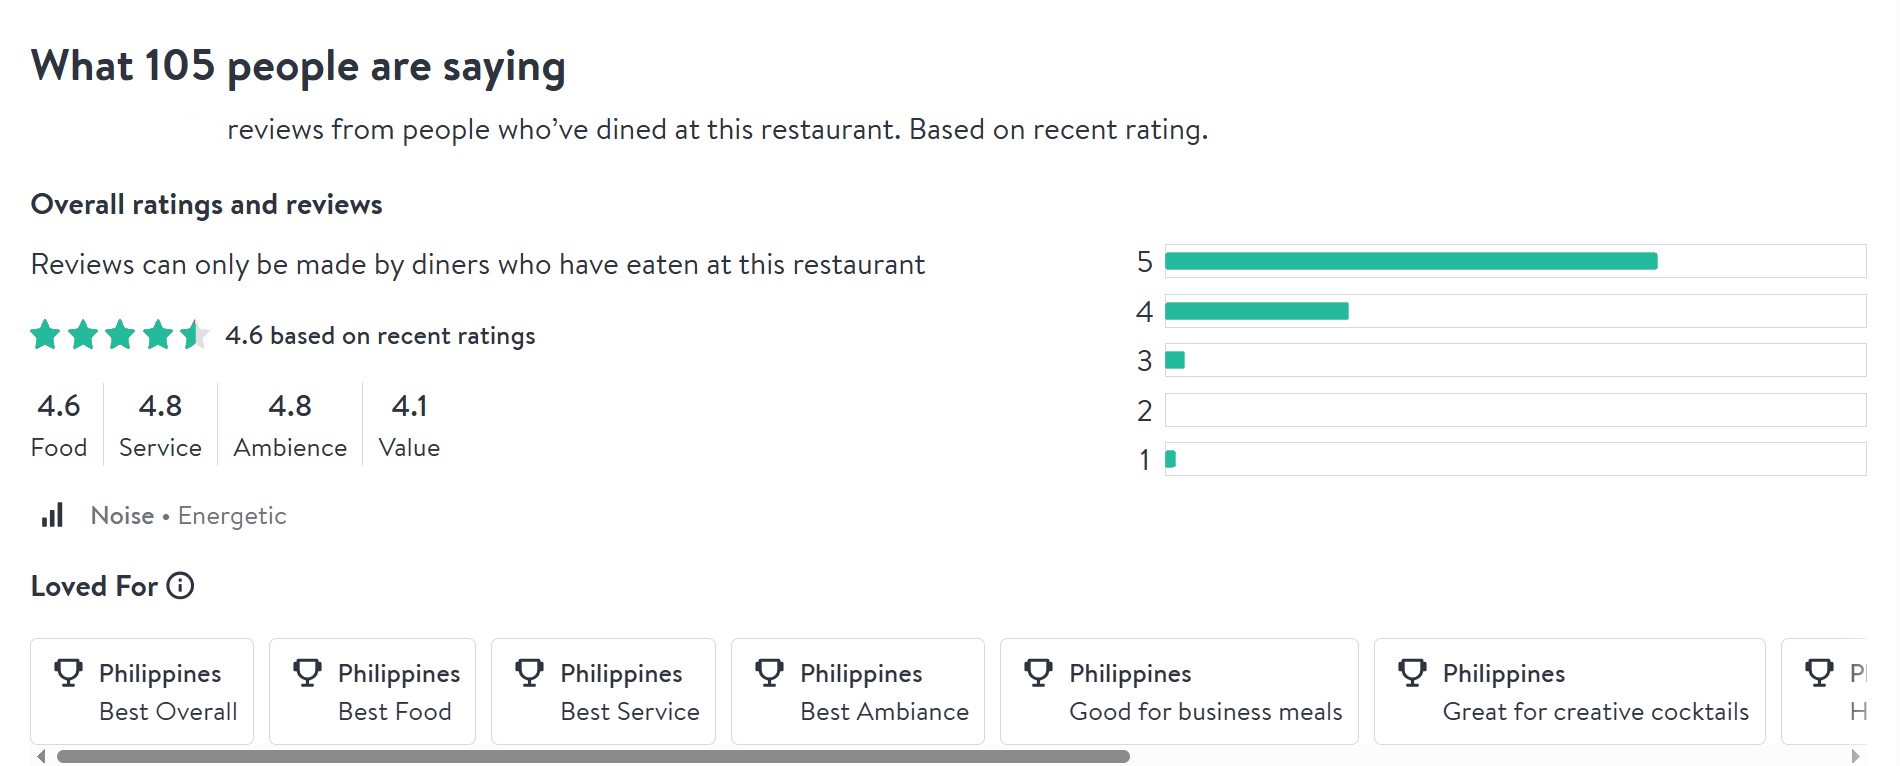 What 105 people are saying
reviews from people who’ve dined at this restaurant. Based on recent rating.
Overall ratings and reviews
Reviews can only be made by diners who have eaten at this restaurant
4.6 based on recent ratings
4.6 4.8 4.8 4.1
Food Service Ambience Value
Noise • Energetic
5
4
3
2
1
Loved For
Philippines
Best Overall
Philippines
Best Food
Philippines
Best Service
Philippines
Best Ambiance
Philippines
Good for business meals
Philippines
Great for creative cocktails